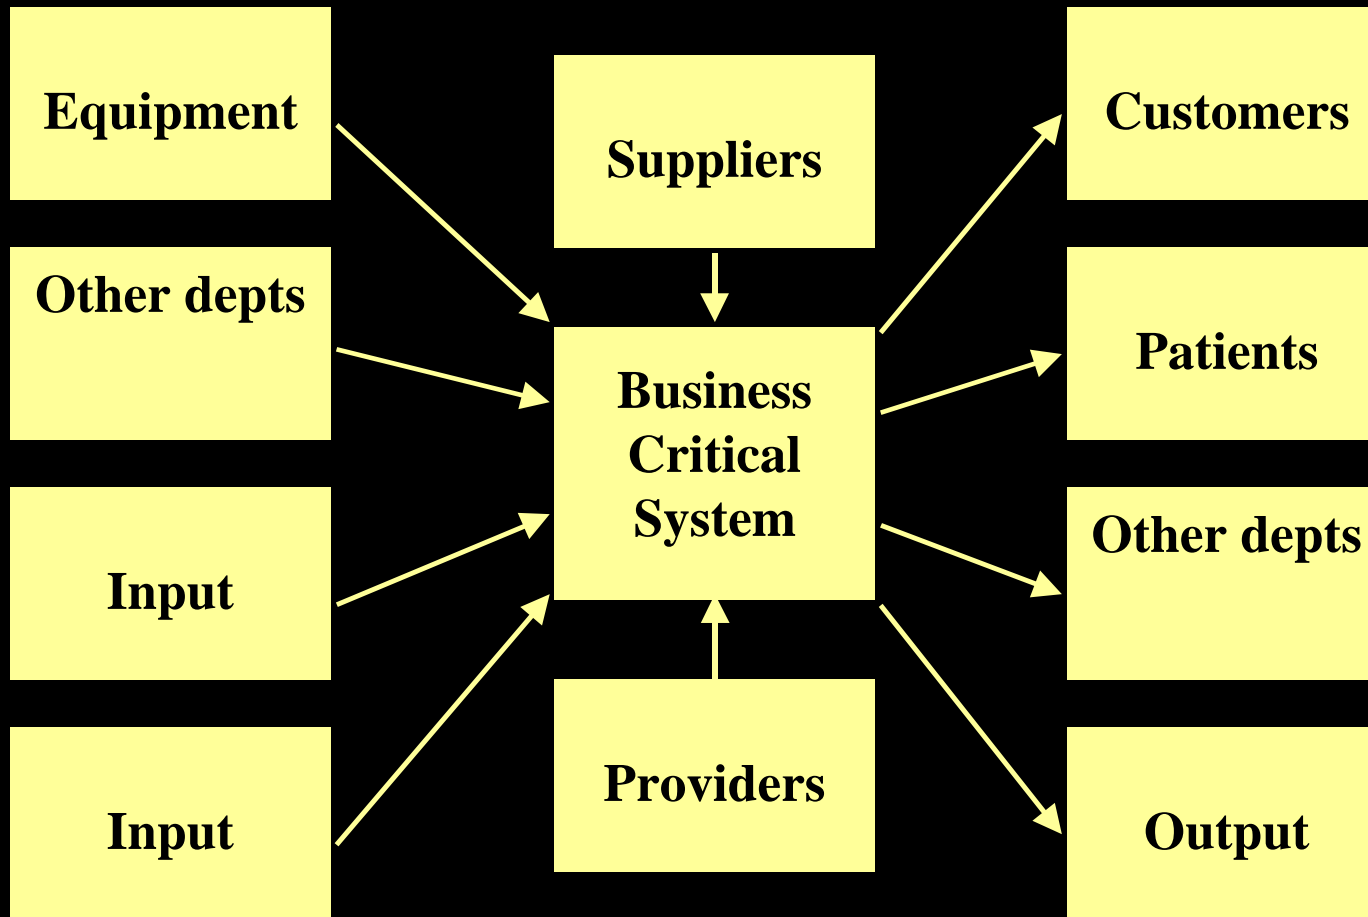 Equipment
Other depts
Input
Input
Suppliers
Business
Critical
System
Providers
Customers
Patients
Other depts
Output